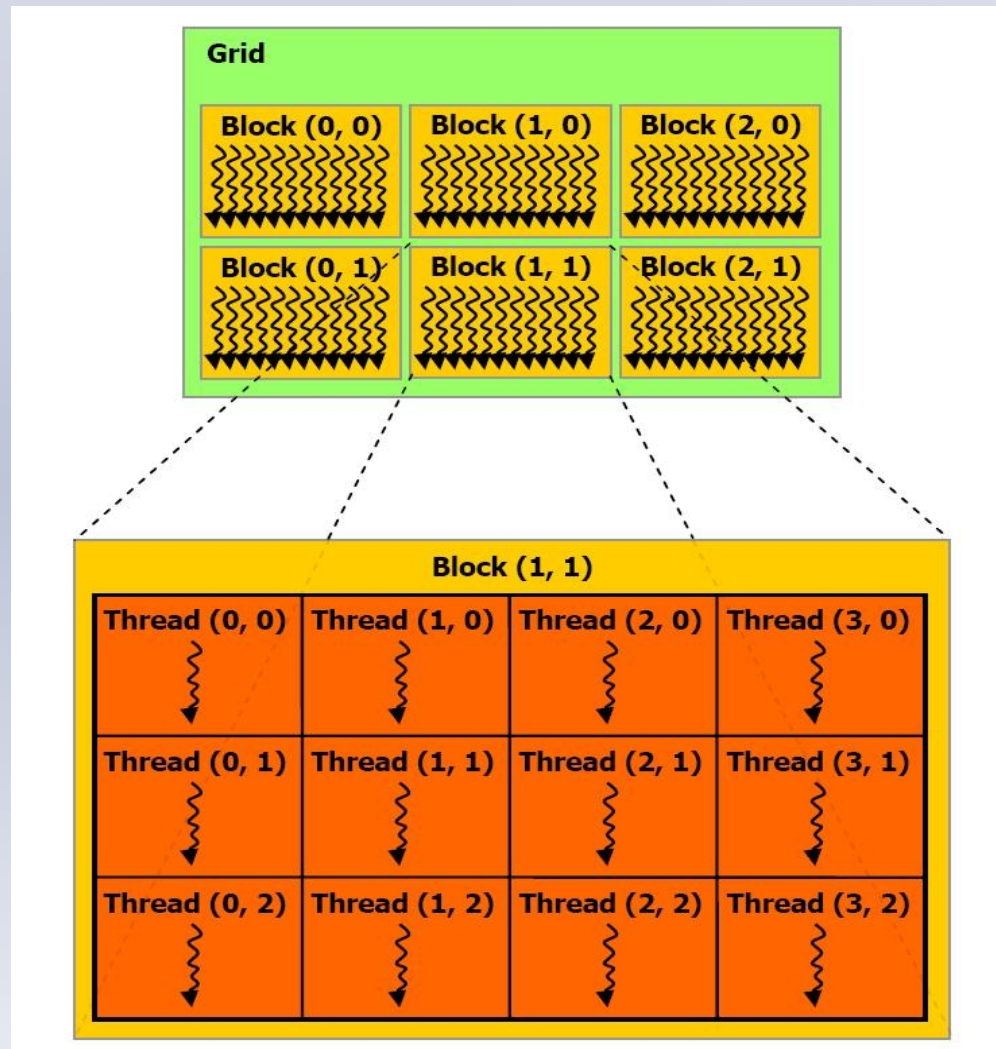 Grid
Block (0, 0) Block (1, 0) Block (2, 0)
Block (0, 1) Block (1, 1) Block (2, 1)
Block (1, 1)
Thread (0, 0) Thread (1, 0) Thread (2, 0) Thread (3, 0)
Thread (0, 1) Thread (1, 1) Thread (2, 1) Thread (3, 1)
Thread (0, 2) Thread (1, 2) Thread (2, 2) Thread (3, 2)